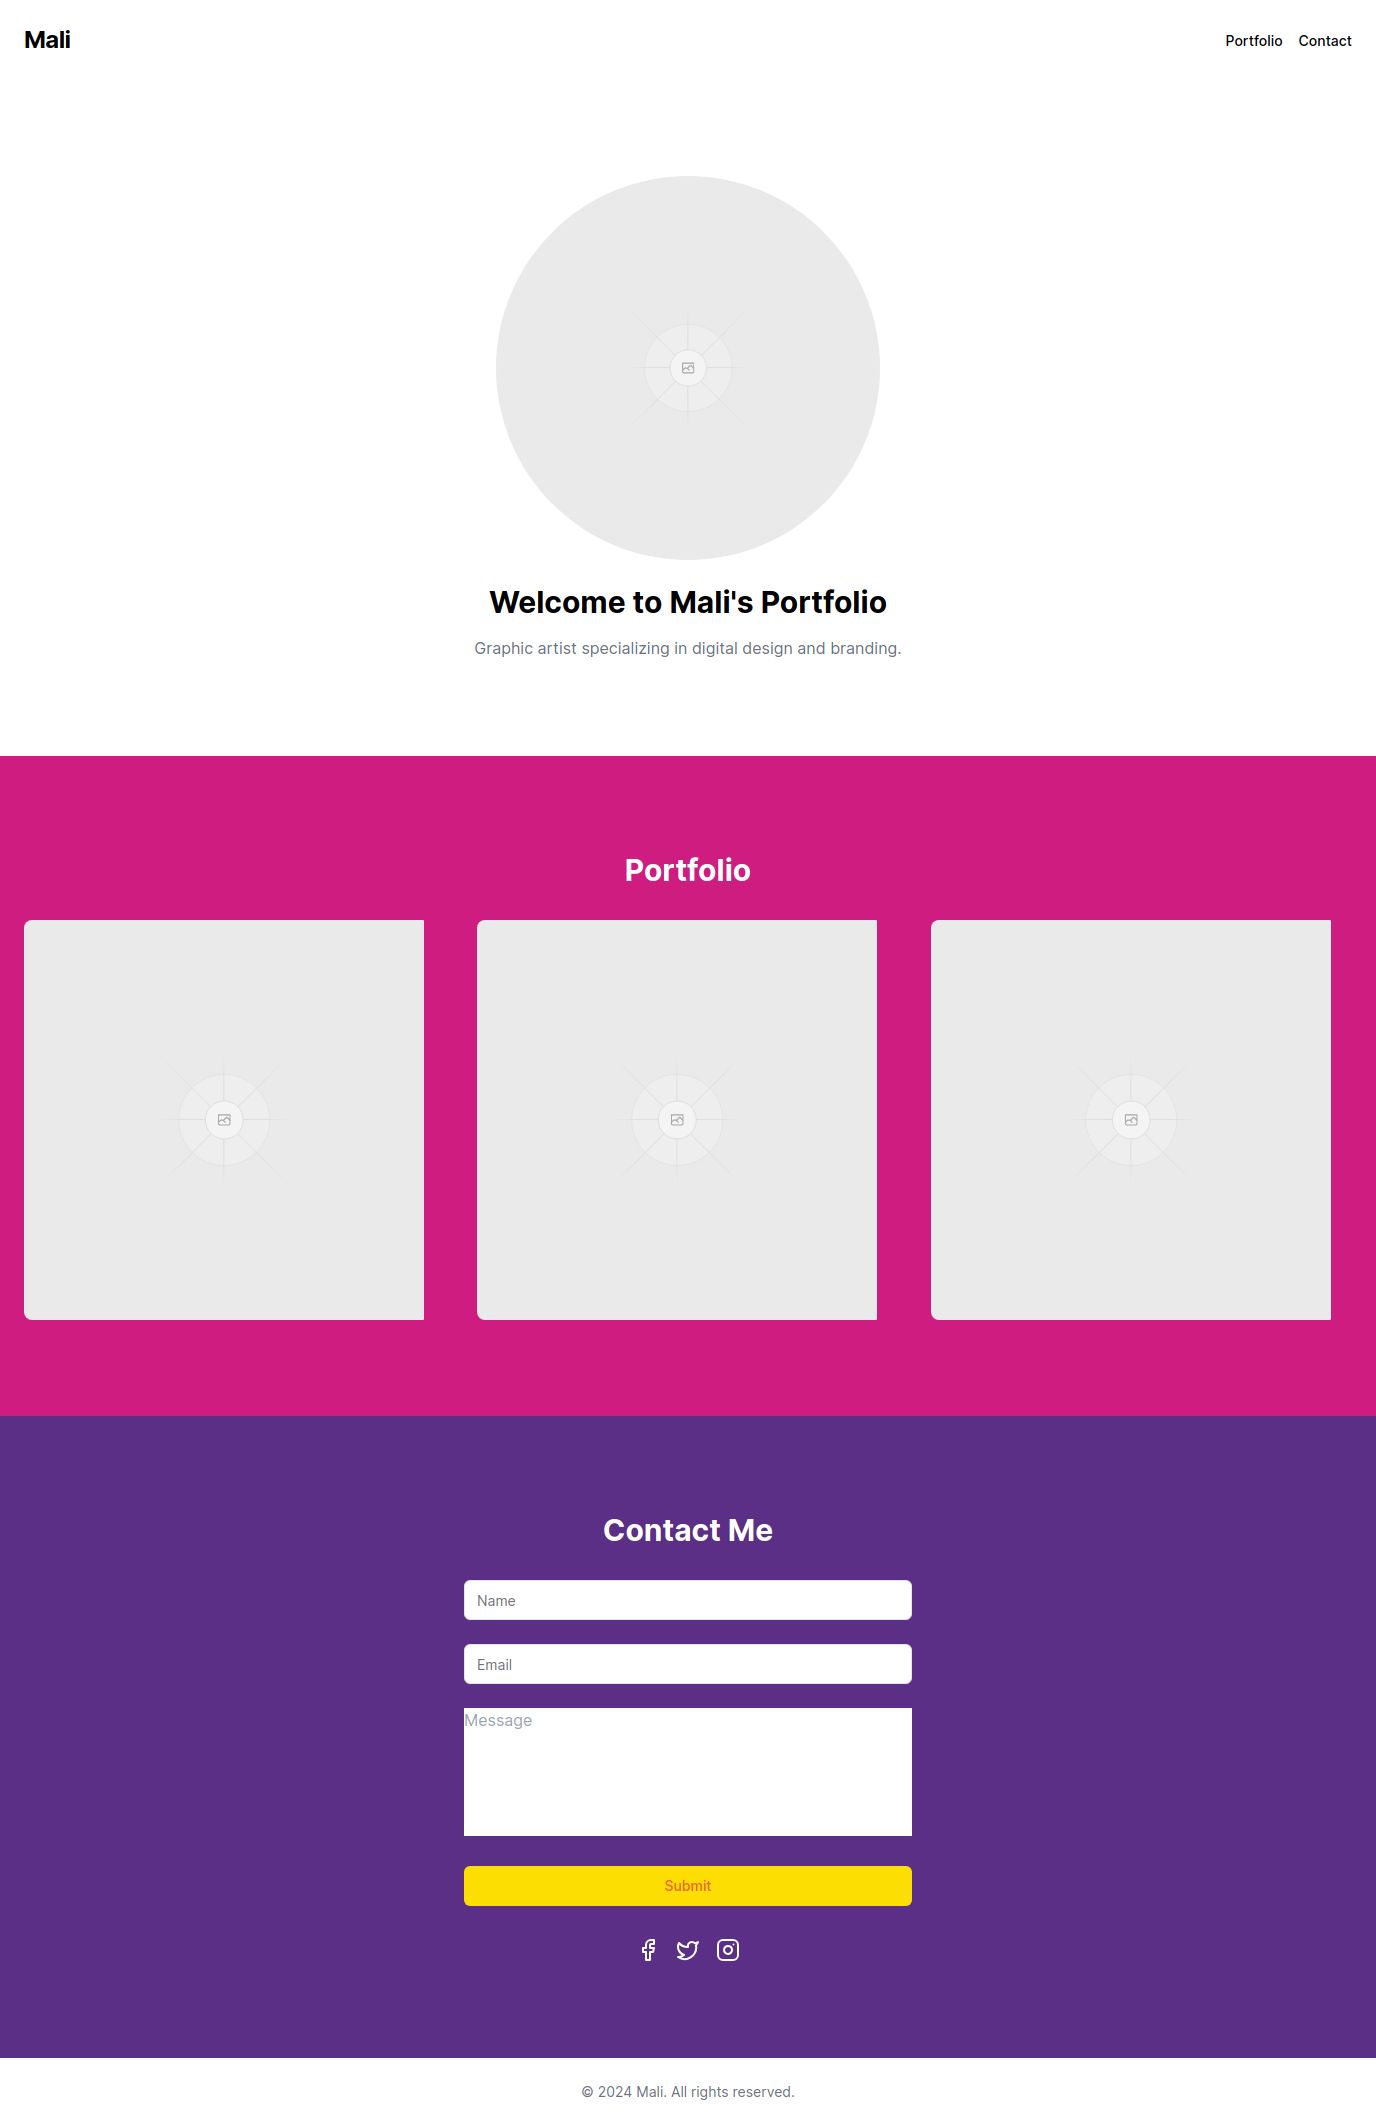 Mali
Portfolio Contact
Welcome to Mali's Portfolio
Graphic artist specializing in digital design and branding.
Portfolio
Contact Me
Name
Email
Message
Submit
© 2024 Mali. All rights reserved.